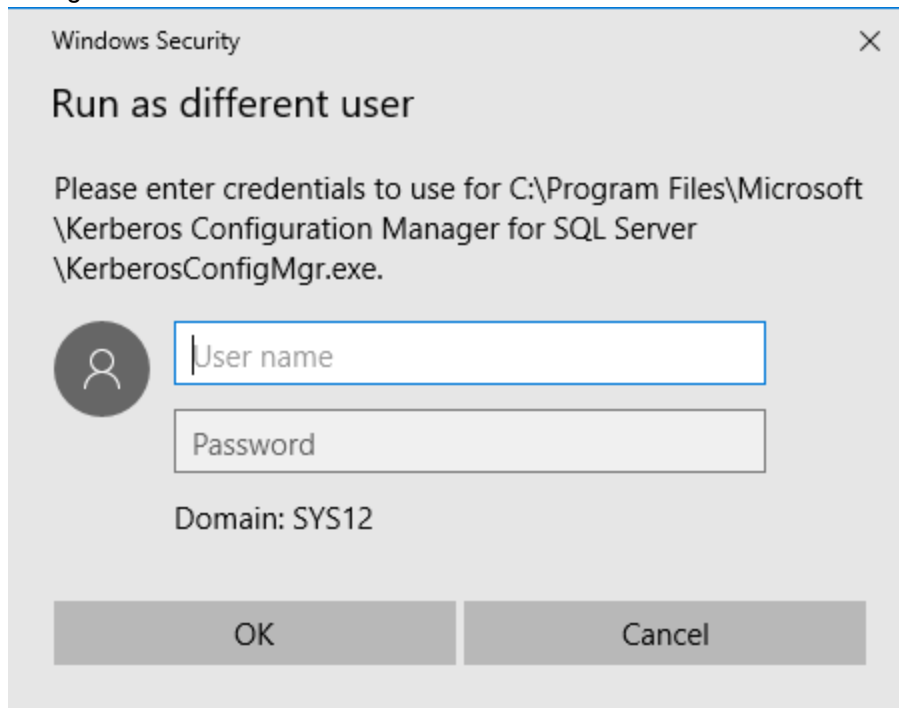 Windows Security
Run as different user
Please enter credentials to use for C:\Program Files\Microsoft
\Kerberos Configuration Manager for SQL Server
\KerberosConfigMgr.exe.
User name
Password
Domain: SYS12
OK Cancel